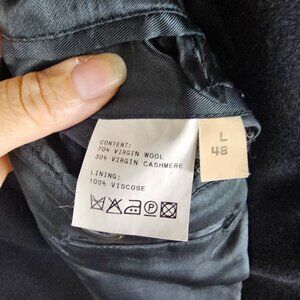 CONTENT:
70% VIRGIN WOOL
30% VIRGIN CASHMERE
LINING:
100% VISCOSE
P
L
48